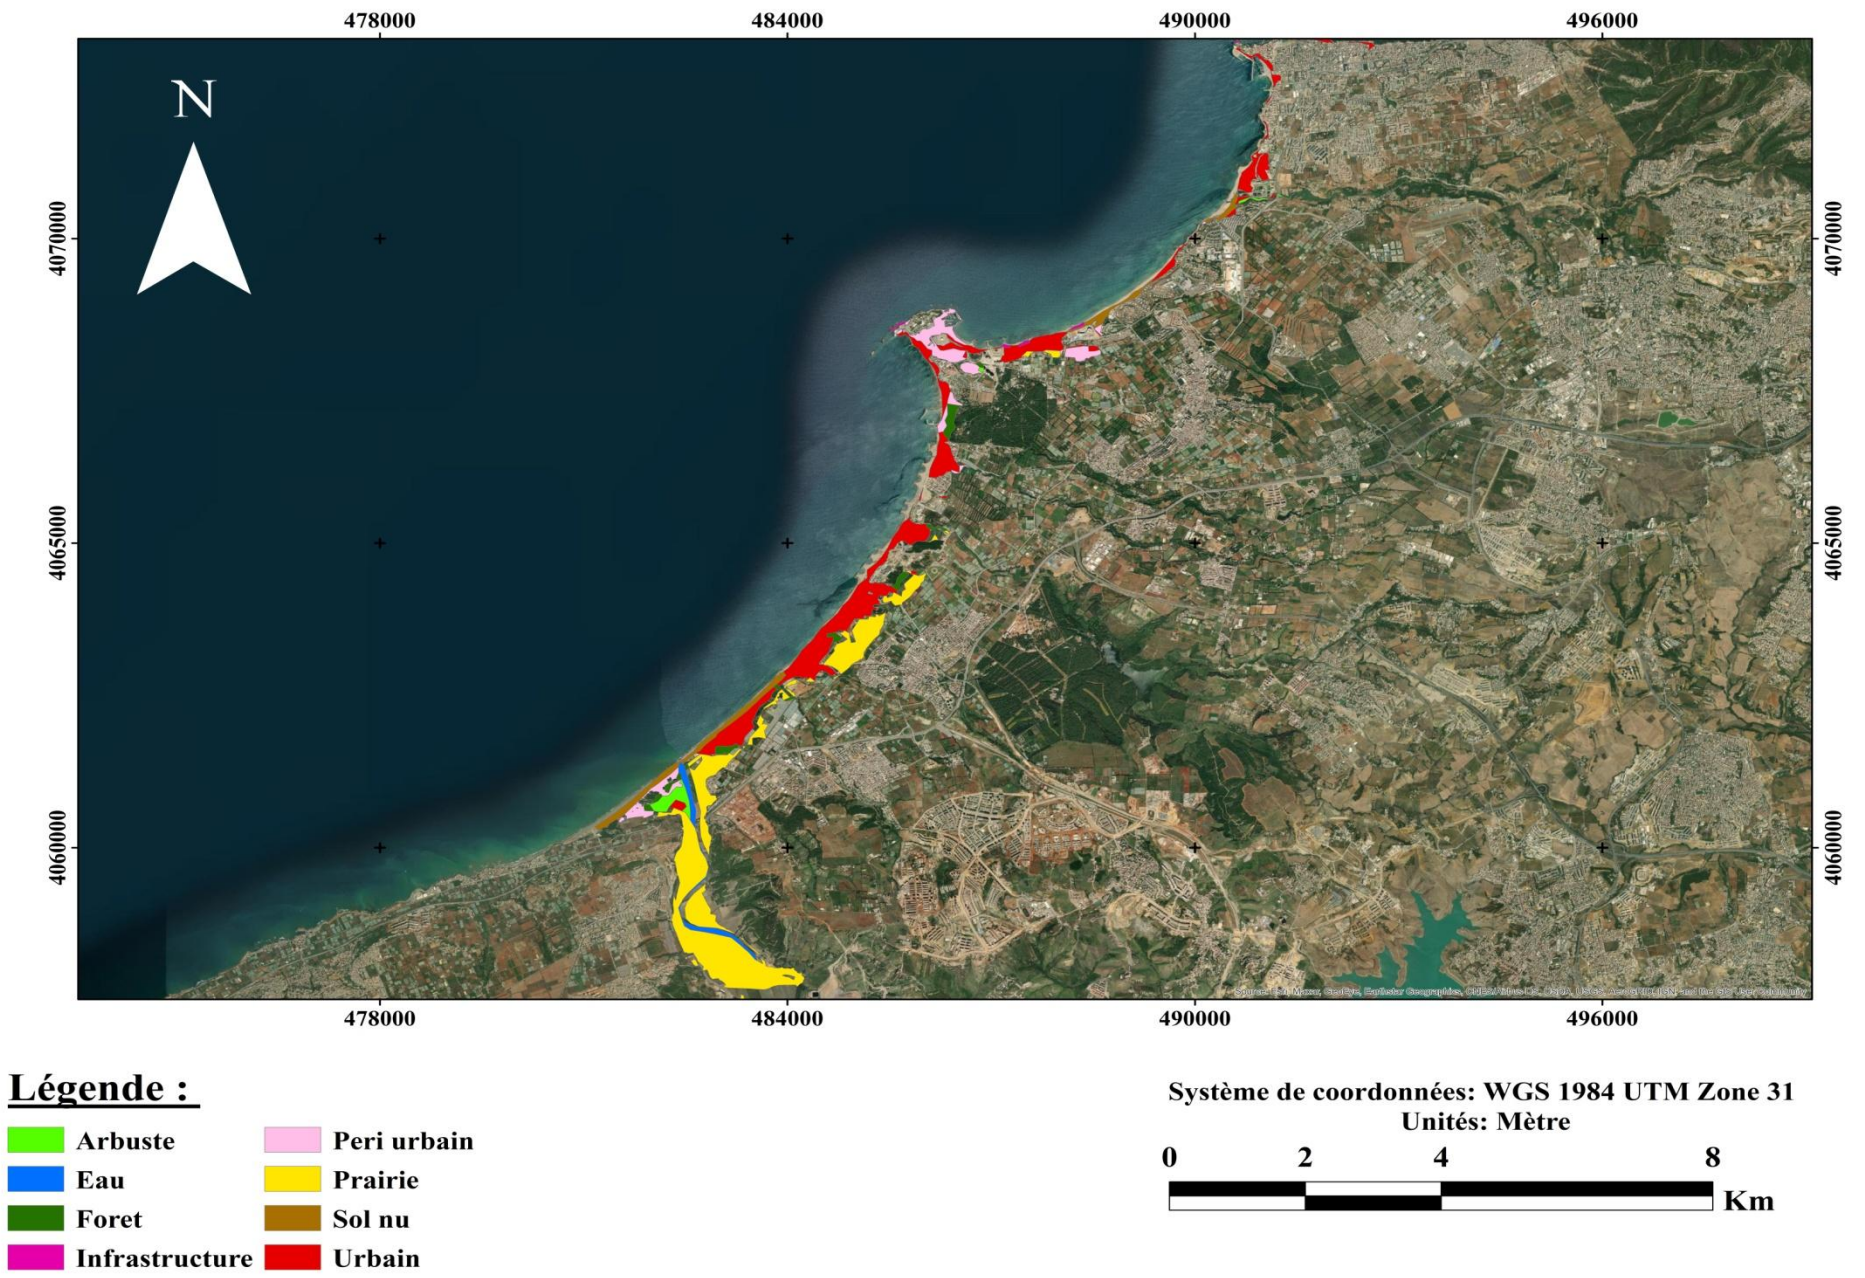 478000 484000 490000 496000
N
4070000 4070000
4065000 4065000
4060000 4060000
478000 484000 490000 496000
Légende :
Arbuste
Eau
Foret
Infrastructure
Peri urbain
Prairie
Sol nu
Urbain
Système de coordonnées: WGS 1984 UTM Zone 31
Unités: Mètre
0 2 4 8
Km